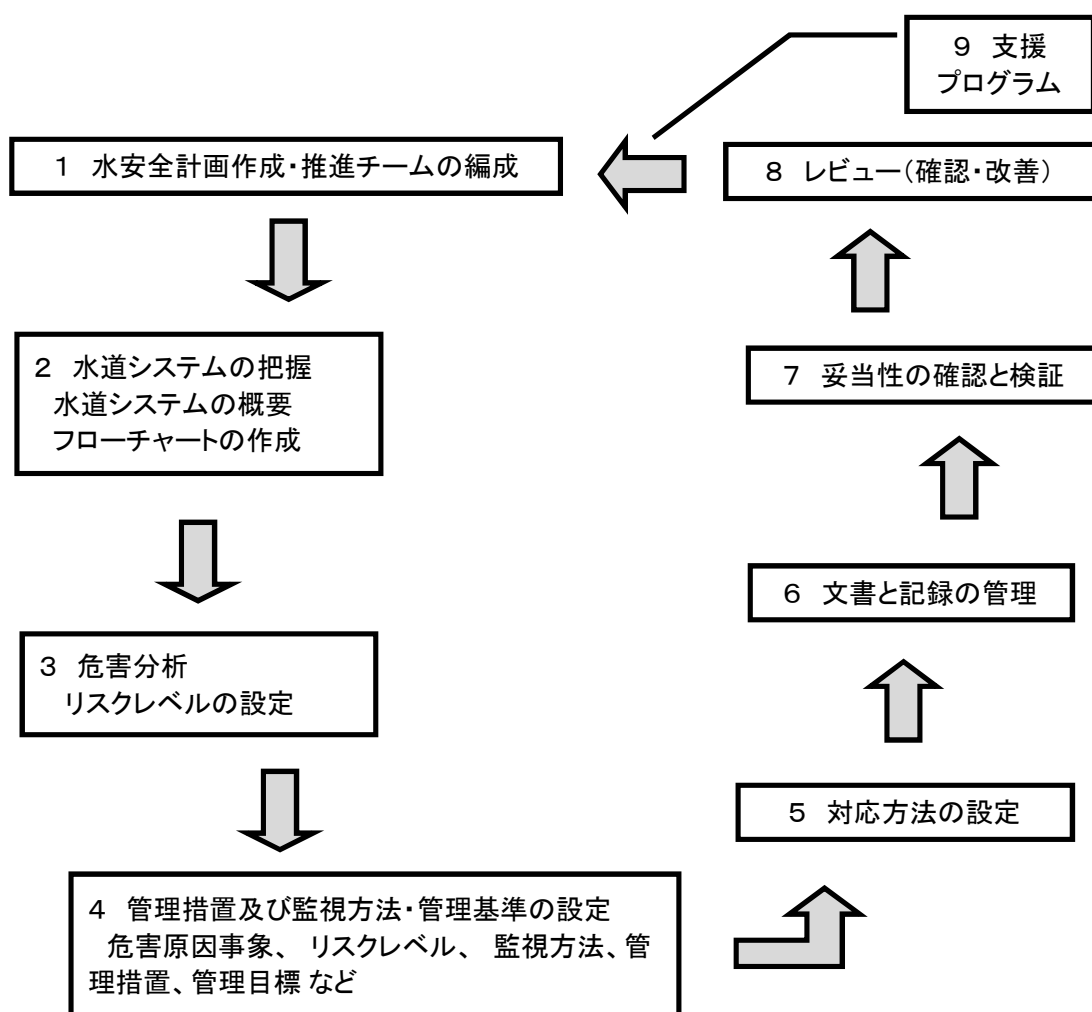 ９ 支援
プログラム
１ 水安全計画作成・推進チームの編成
８ レビュー（確認・改善）
２ 水道システムの把握
水道システムの概要
フローチャートの作成
７ 妥当性の確認と検証
６ 文書と記録の管理
３ 危害分析
リスクレベルの設定
５ 対応方法の設定
４ 管理措置及び監視方法・管理基準の設定
危害原因事象、 リスクレベル、 監視方法、管
理措置、管理目標 など